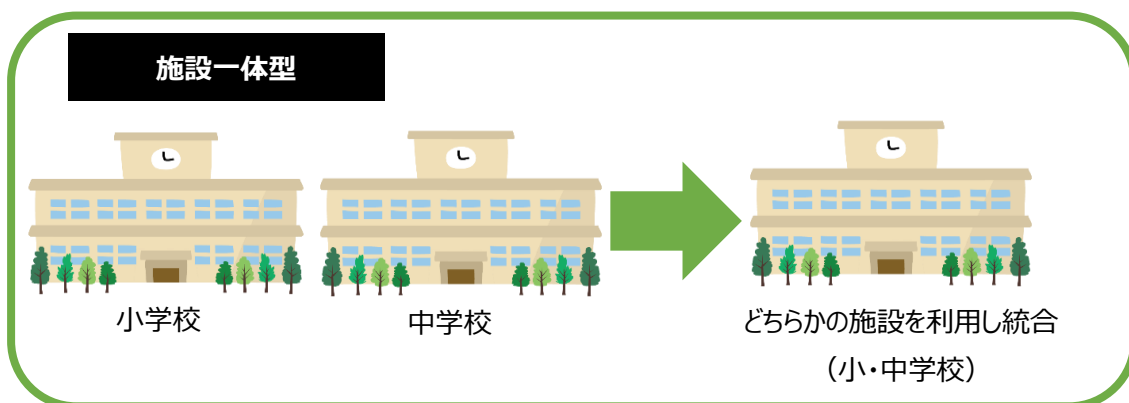 施設一体型
小学校
中学校
どちらかの施設を利用し統合
（小・中学校）